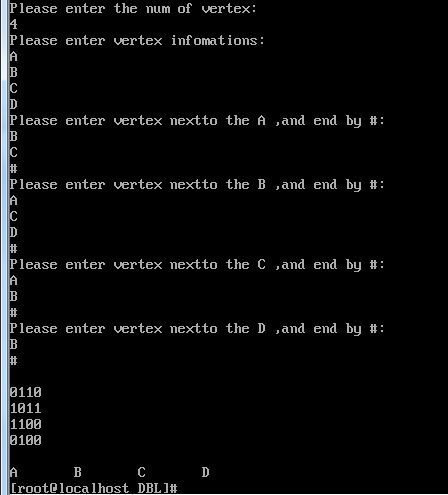 Please enter the num of vertex:
4
Please enter vertex infomations:
A
B
C
D
Please enter vertex nextto the A ,and end by #:
B
C
#
Please enter vertex nextto the B ,and end by #:
A
C
D
#
Please enter vertex nextto the C ,and end by #:
A
B
#
Please enter vertex nextto the D ,and end by #:
B
#
0110
1011
1100
0100
A B C D
[root@localhost DBL]#